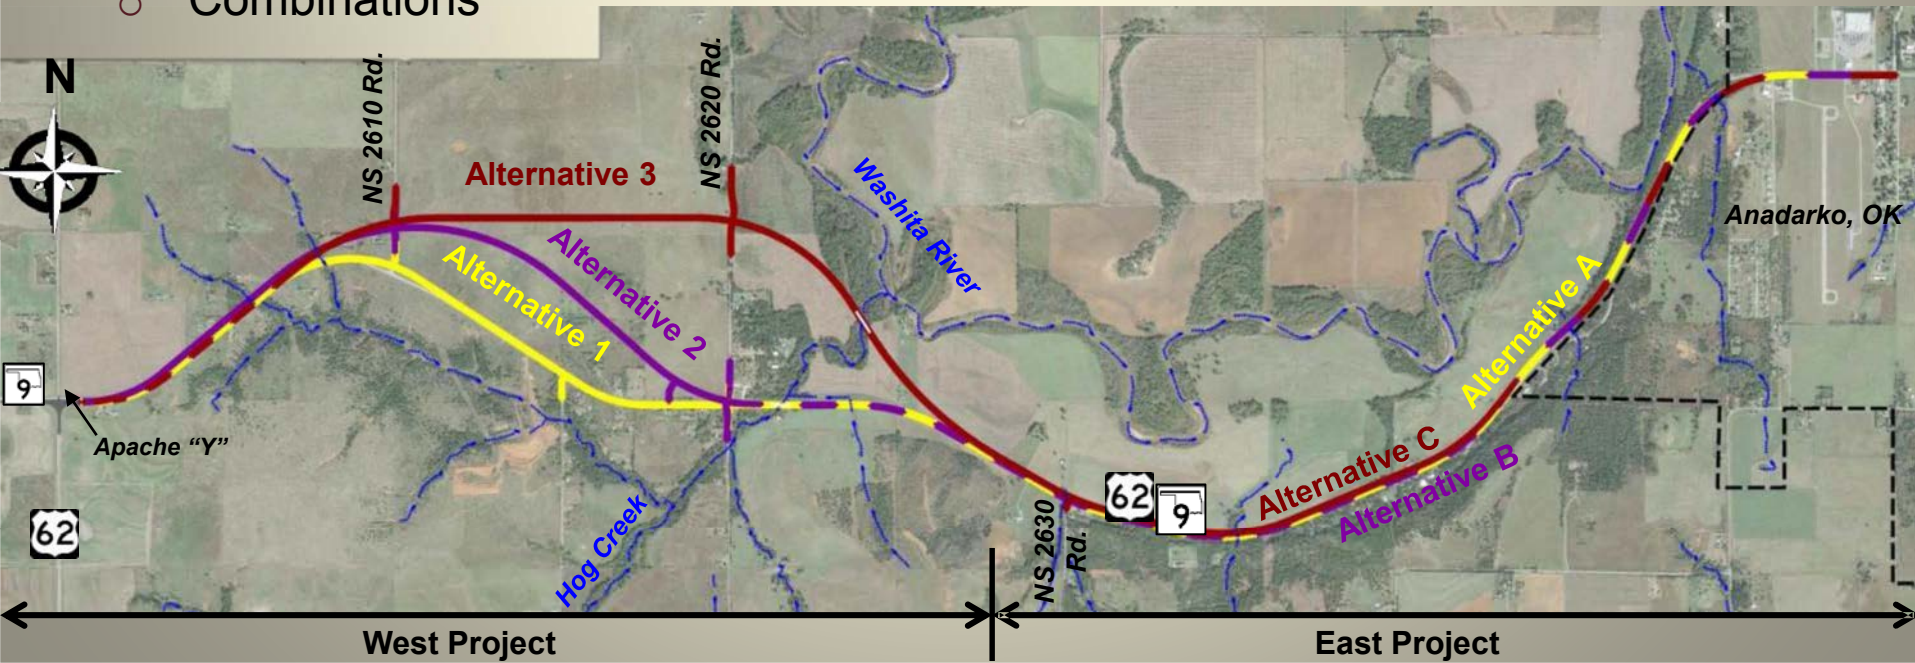 ○ Combinations
N
NS 2610 Rd.
NS 2620 Rd.
Alternative 3
Washita River
Anadarko, OK
Alternative 2
Alternative 1
Alternative A
9
Apache “Y”
62
Hog Creek
NS 2630
Rd.
62
9
Alternative C
Alternative B
West Project
East Project